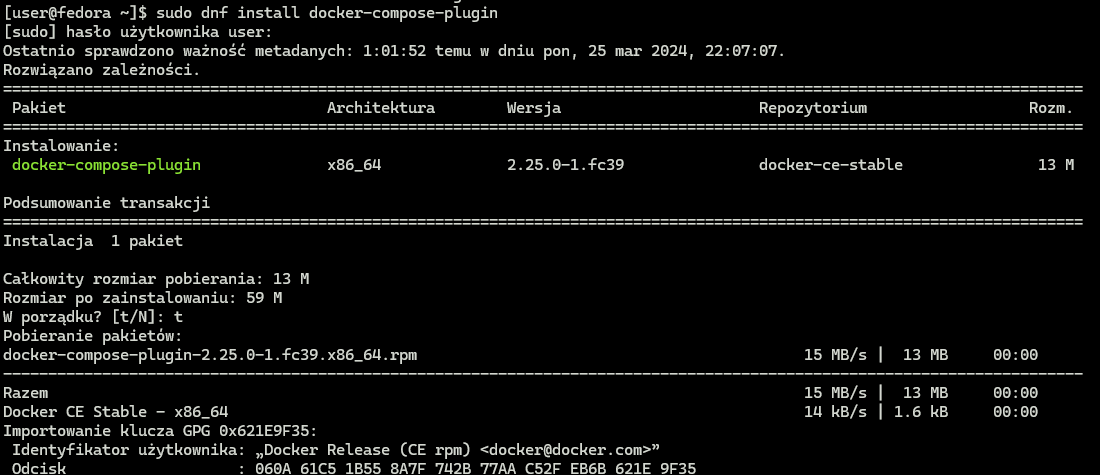 [user@fedora ~]$ sudo dnf install docker-compose-plugin
[sudo] hasło użytkownika user:
Ostatnio sprawdzono ważność metadanych: 1:01:52 temu w dniu pon, 25 mar 2024, 22:07:07.
Rozwiązano zależności.
================================================================================
Pakiet Architektura Wersja Repozytorium Rozm.
================================================================================
Instalowanie:
docker-compose-plugin x86_64 2.25.0-1.fc39 docker-ce-stable 13 M
Podsumowanie transakcji
================================================================================
Instalacja  1 pakiet
Całkowity rozmiar pobierania: 13 M
Rozmiar po zainstalowaniu: 59 M
W porządku? [t/N]: t
Pobieranie pakietów:
docker-compose-plugin-2.25.0-1.fc39.x86_64.rpm 15 MB/s |  13 MB     00:00
--------------------------------------------------------------------------------
Razem 15 MB/s |  13 MB     00:00
Docker CE Stable - x86_64 14 kB/s | 1.6 kB     00:00
Importowanie klucza GPG 0x621E9F35:
Identyfikator użytkownika: „Docker Release (CE rpm) <docker@docker.com>”
Odcisk : 060A 61C5 1B55 8A7F 742B 77AA C52F EB6B 621E 9F35